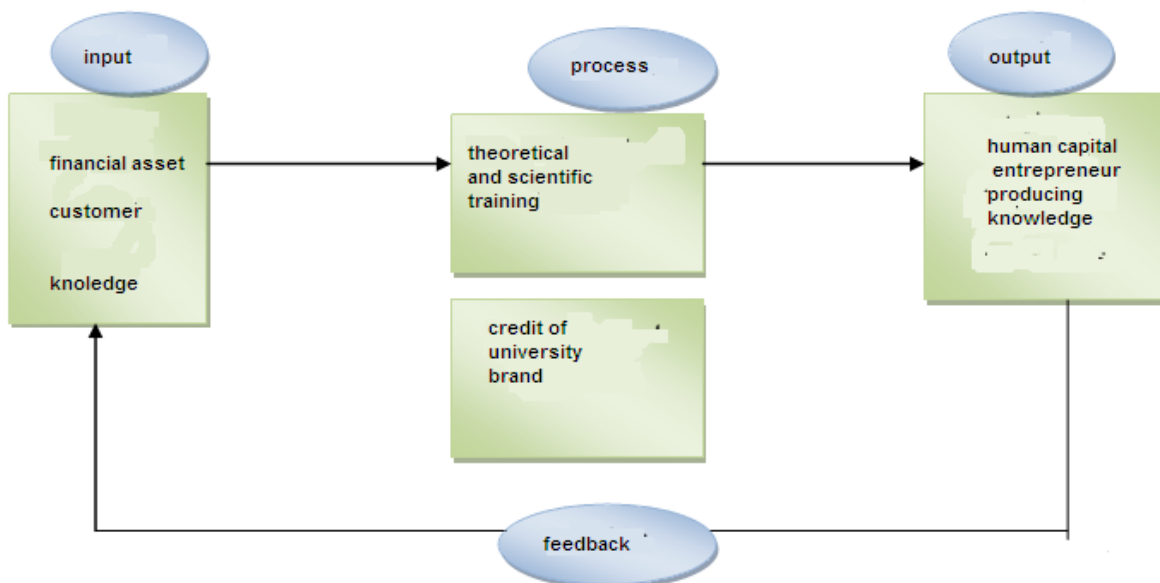 input
process
output
financial asset
customer
knoledge
theoretical
and scientific
training
human capital
entrepreneur
producing
knowledge
credit of
university
brand
feedback